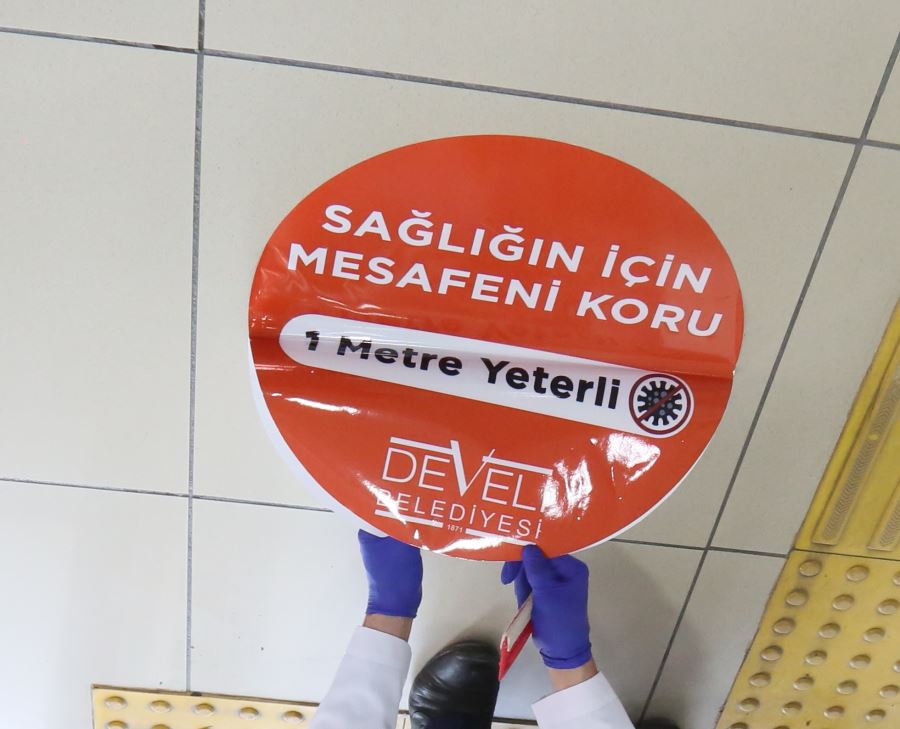 SAĞLIĞIN İÇİN
MESAFENİ KORU
1 Metre Yeterli
DEVELİ
BELEDİYESİ
1871